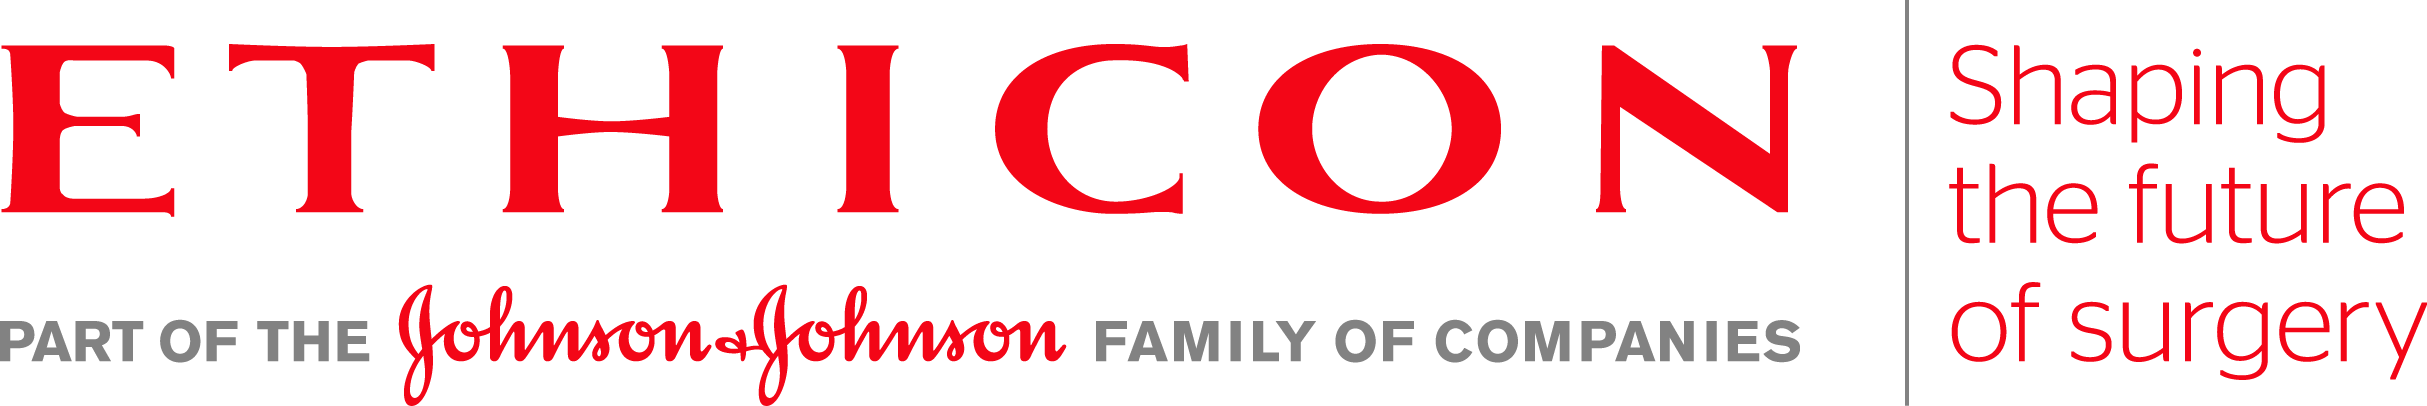 ETHICON
PART OF THE Johnson & Johnson FAMILY OF COMPANIES
Shaping
the future
of surgery